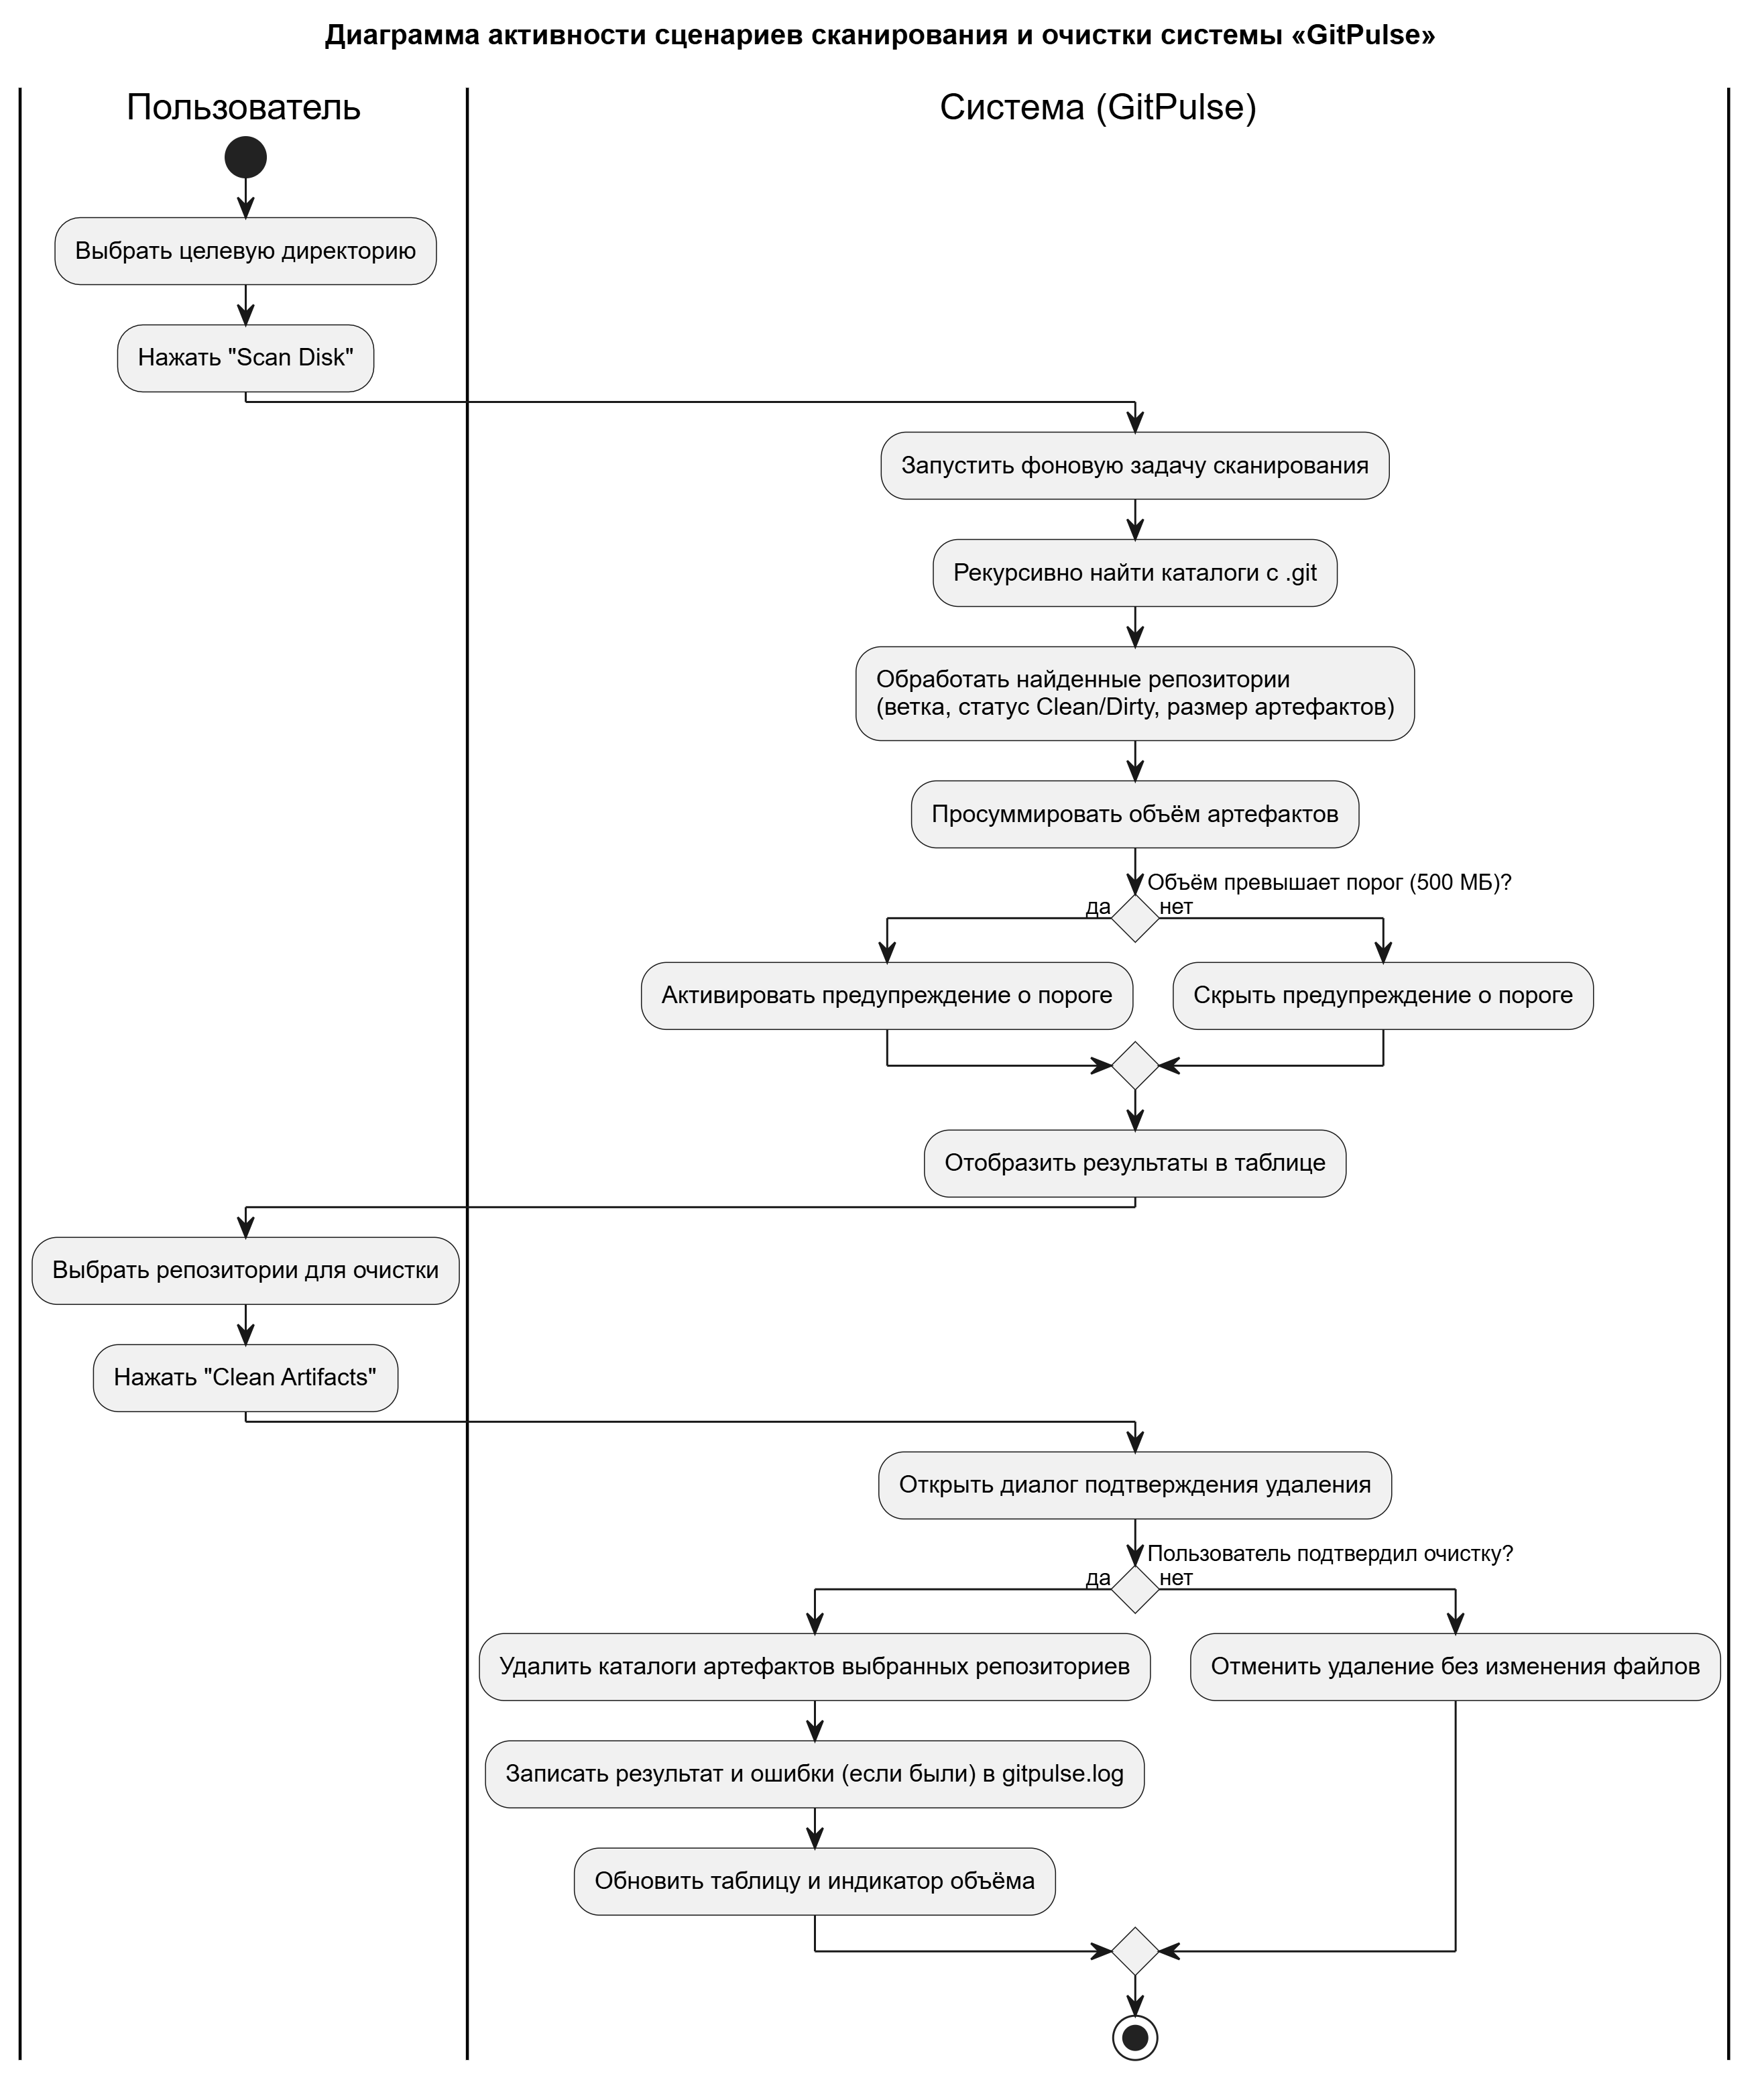 Диаграмма активности сценариев сканирования и очистки системы «GitPulse»
Пользователь
Система (GitPulse)
Выбрать целевую директорию
Нажать "Scan Disk"
Запустить фоновую задачу сканирования
Рекурсивно найти каталоги с .git
Обработать найденные репозитории
(ветка, статус Clean/Dirty, размер артефактов)
Просуммировать объём артефактов
Объём превышает порог (500 МБ)?
да
нет
Активировать предупреждение о пороге
Скрыть предупреждение о пороге
Отобразить результаты в таблице
Выбрать репозитории для очистки
Нажать "Clean Artifacts"
Открыть диалог подтверждения удаления
Пользователь подтвердил очистку?
да
нет
Удалить каталоги артефактов выбранных репозиториев
Отменить удаление без изменения файлов
Записать результат и ошибки (если были) в gitpulse.log
Обновить таблицу и индикатор объёма